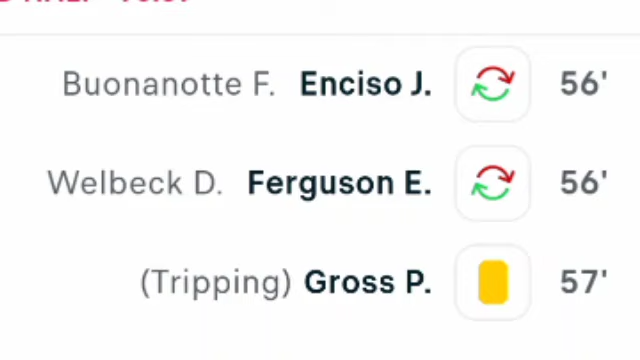 Buonanotte F. Enciso J. 56'
Welbeck D. Ferguson E. 56'
(Tripping) Gross P. 57'